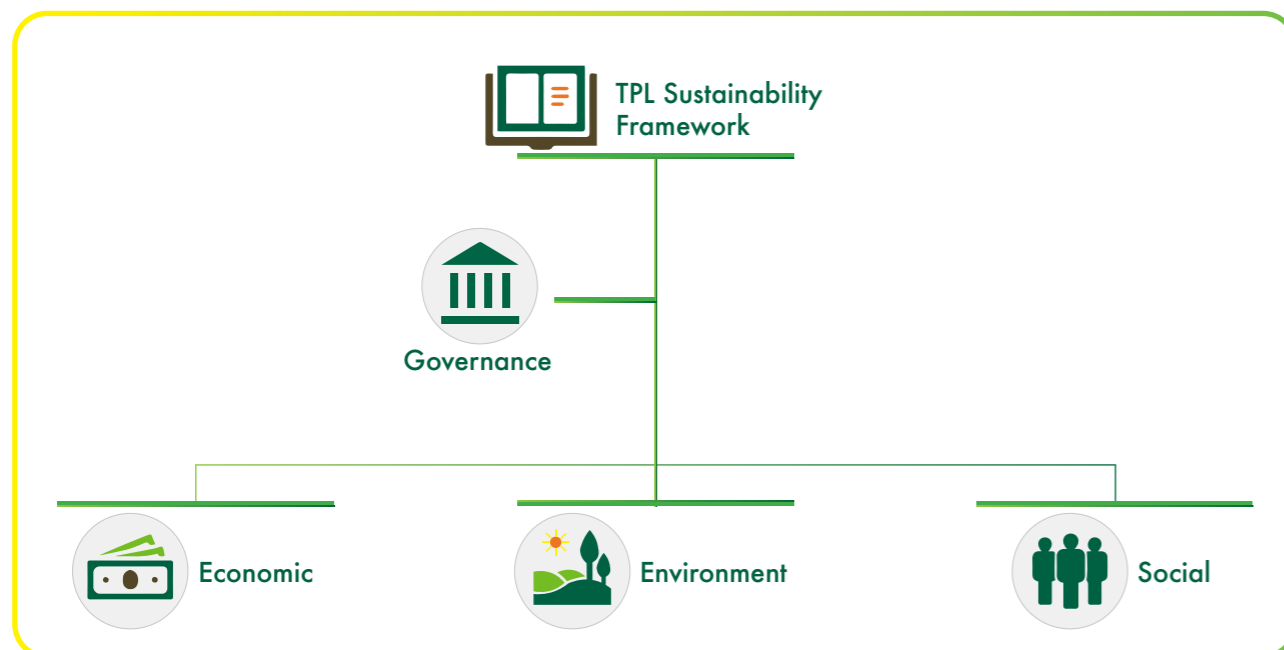 TPL Sustainability
Framework
Governance
Economic
Environment
Social